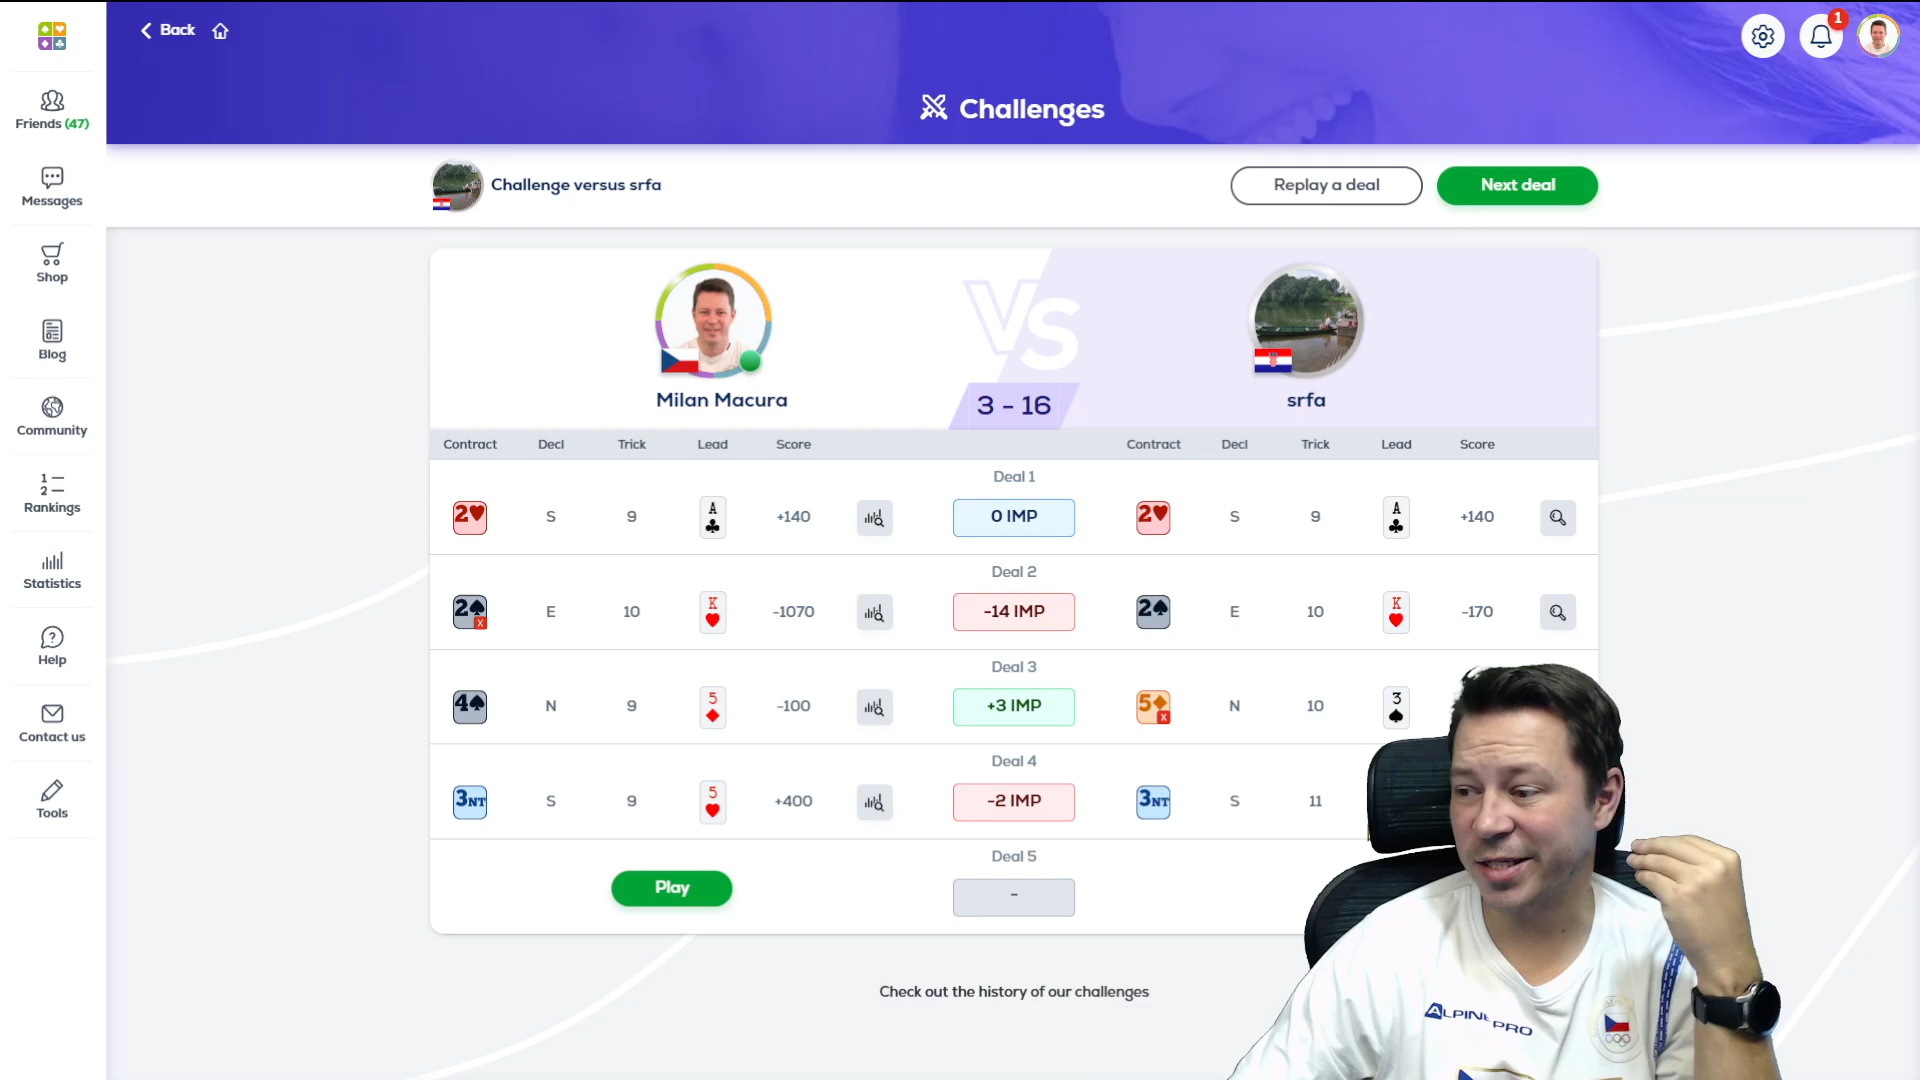 Back
1
Challenges
Friends (47)
Messages
Shop
Blog
Community
1
2
Rankings
Statistics
Help
Contact us
Tools
Challenge versus srfa
Replay a deal
Next deal
VS
Milan Macura
3 - 16
srfa
Contract Decl Trick Lead Score Contract Decl Trick Lead Score
Deal 1
2♥ S 9 A♣ +140 0 IMP 2♥ S 9 A♣ +140
Deal 2
2♠ X E 10 K♥ -1070 -14 IMP 2♠ E 10 K♥ -170
Deal 3
4♠ N 9 5♦ -100 +3 IMP 5♦ X N 10 3♠
Deal 4
3NT S 9 5♥ +400 -2 IMP 3NT S 11
Deal 5
Play -
Check out the history of our challenges
ALPINE PRO